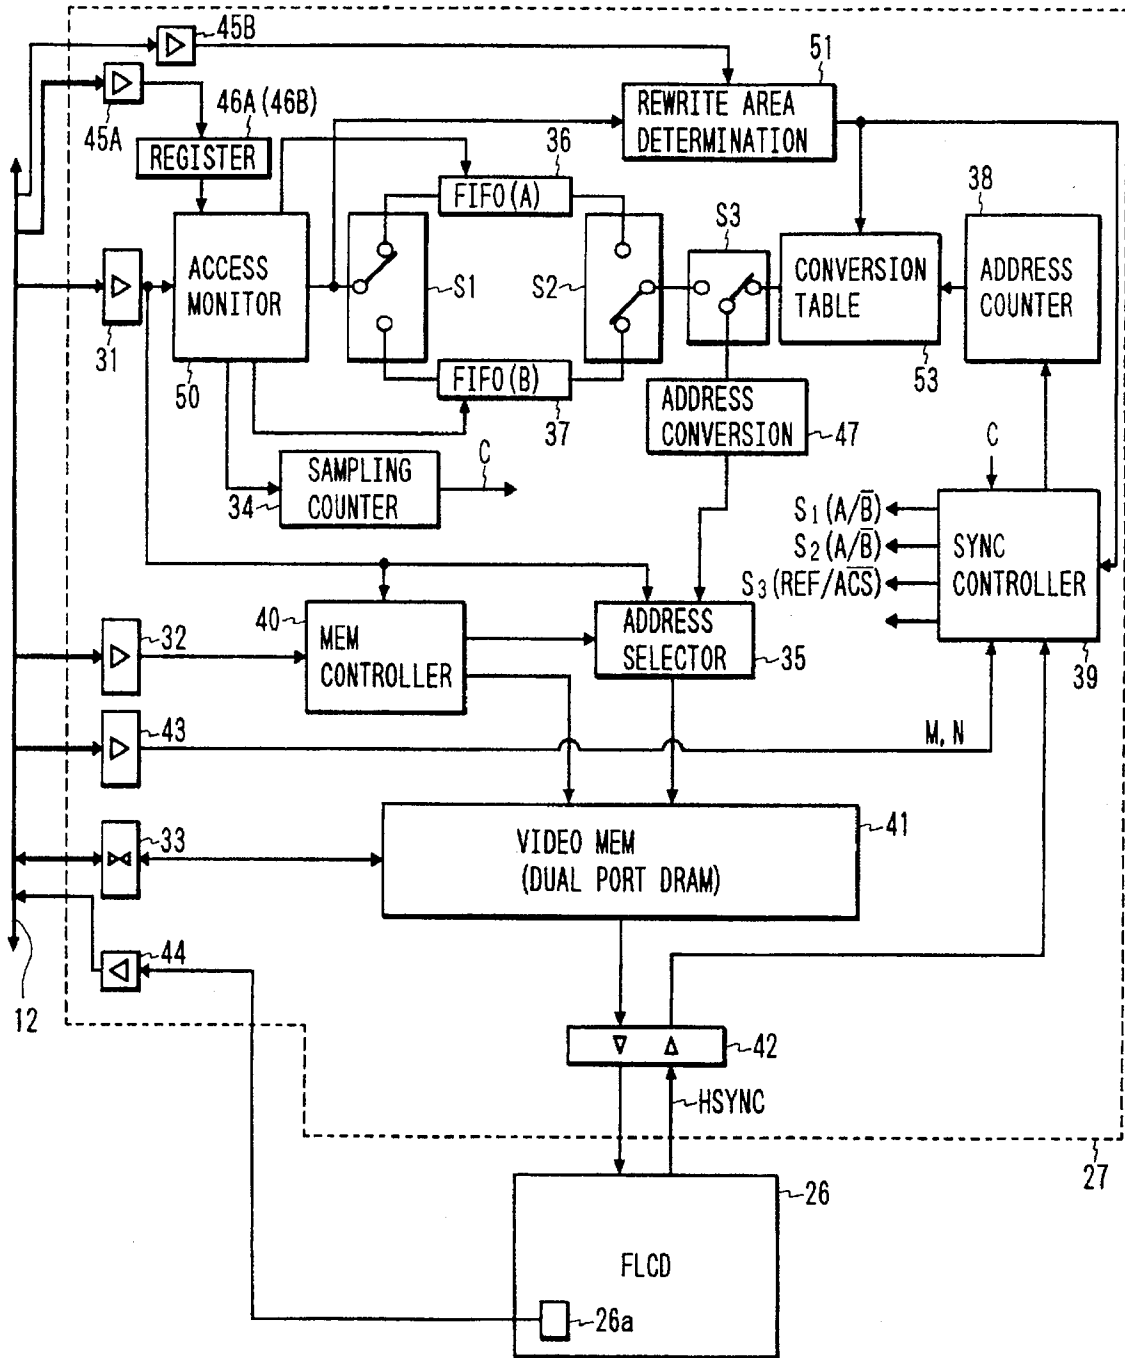 45B
51
45A
46A (46B)
REWRITE AREA
DETERMINATION
REGISTER
36
FIFO(A)
38
S3
ACCESS
MONITOR
S1
S2
CONVERSION
TABLE
ADDRESS
COUNTER
31
50
FIFO(B)
37
53
ADDRESS
CONVERSION
47
SAMPLING
COUNTER
34
C
C
S1(A/B̅)
S2(A/B̅)
S3(REF/A̅C̅S̅)
SYNC
CONTROLLER
39
32
40
MEM
CONTROLLER
ADDRESS
SELECTOR
35
43
M, N
33
VIDEO MEM
(DUAL PORT DRAM)
41
44
12
42
HSYNC
27
26
FLCD
26a